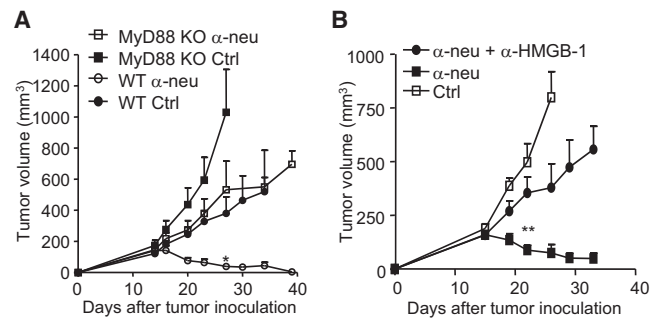 A
MyD88 KO α-neu
MyD88 KO Ctrl
WT α-neu
WT Ctrl
Tumor volume (mm³)
1400
1200
1000
800
600
400
200
0
*
0 10 20 30 40
Days after tumor inoculation
B
α-neu + α-HMGB-1
α-neu
Ctrl
Tumor volume (mm³)
1000
750
500
250
0
**
0 10 20 30 40
Days after tumor inoculation